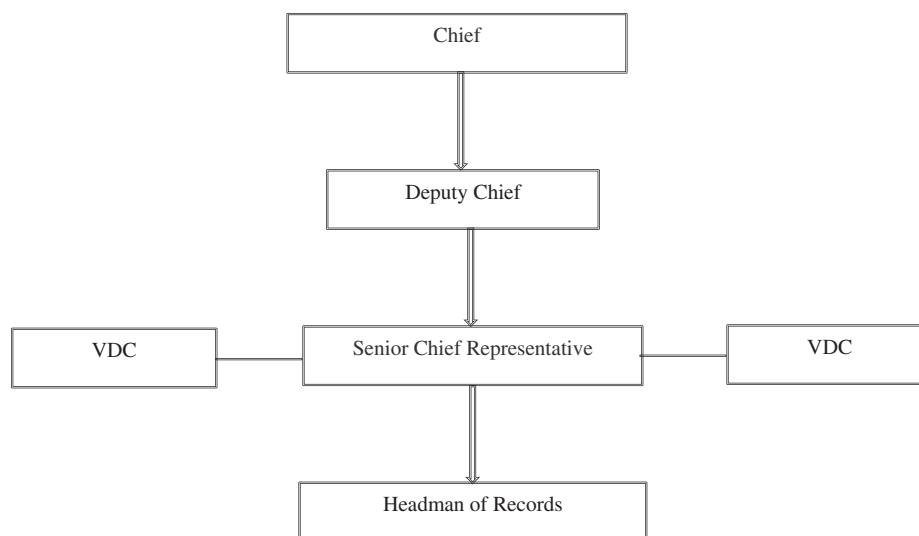 Chief
Deputy Chief
VDC
Senior Chief Representative
VDC
Headman of Records